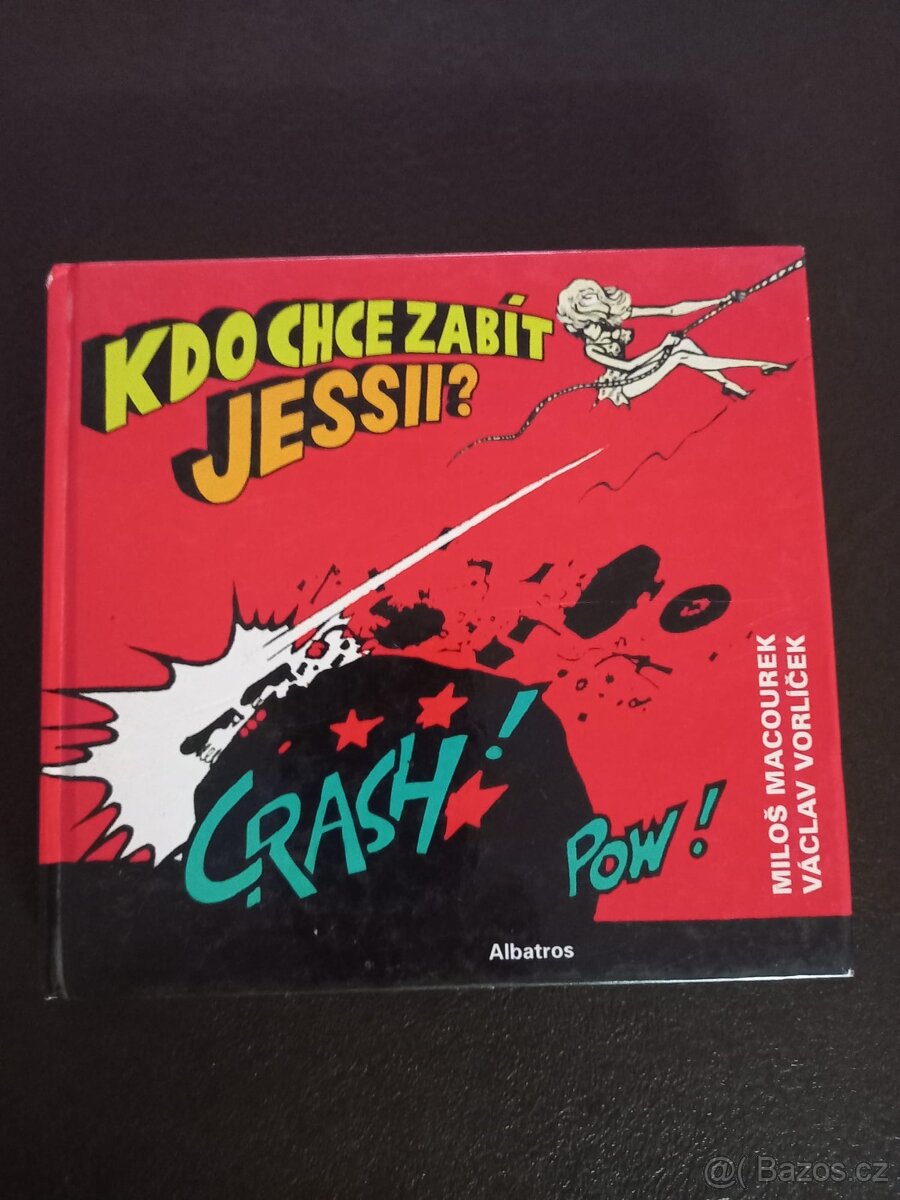 KDO CHCE ZABÍT
JESSII?
CRASH!
POW!
MILOŠ MACOUREK
VÁCLAV VORLÍČEK
Albatros
@( Bazos.cz